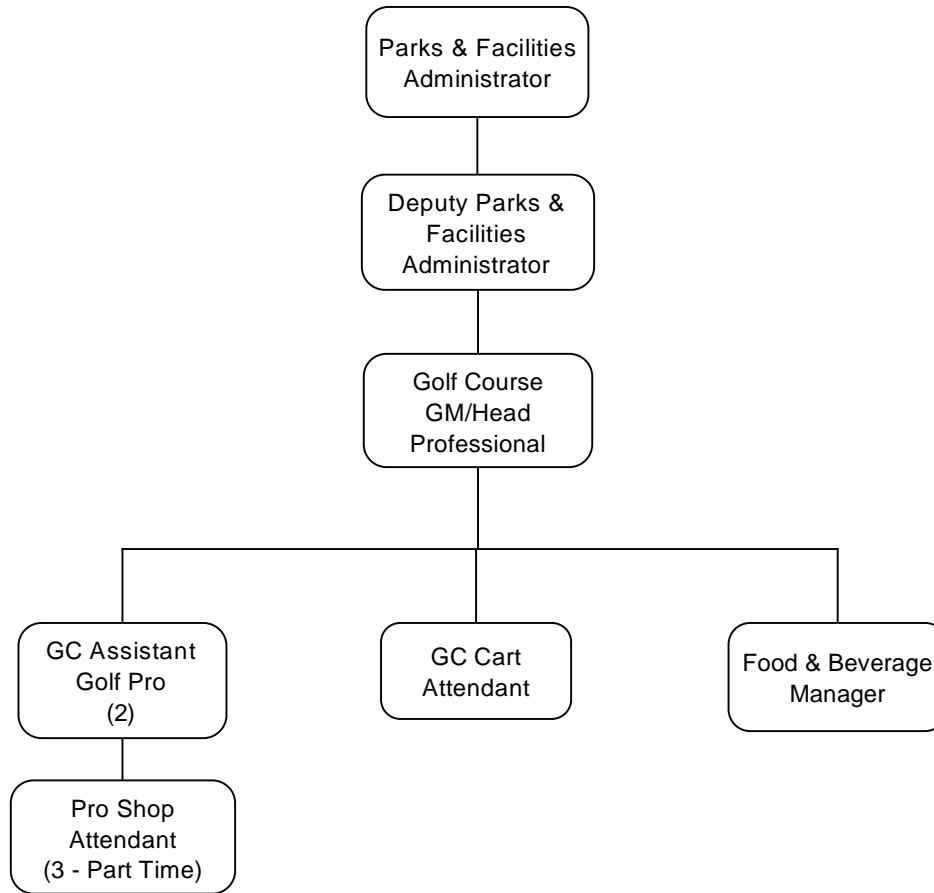 Parks & Facilities
Administrator
Deputy Parks &
Facilities
Administrator
Golf Course
GM/Head
Professional
GC Assistant
Golf Pro
(2)
GC Cart
Attendant
Food & Beverage
Manager
Pro Shop
Attendant
(3 - Part Time)